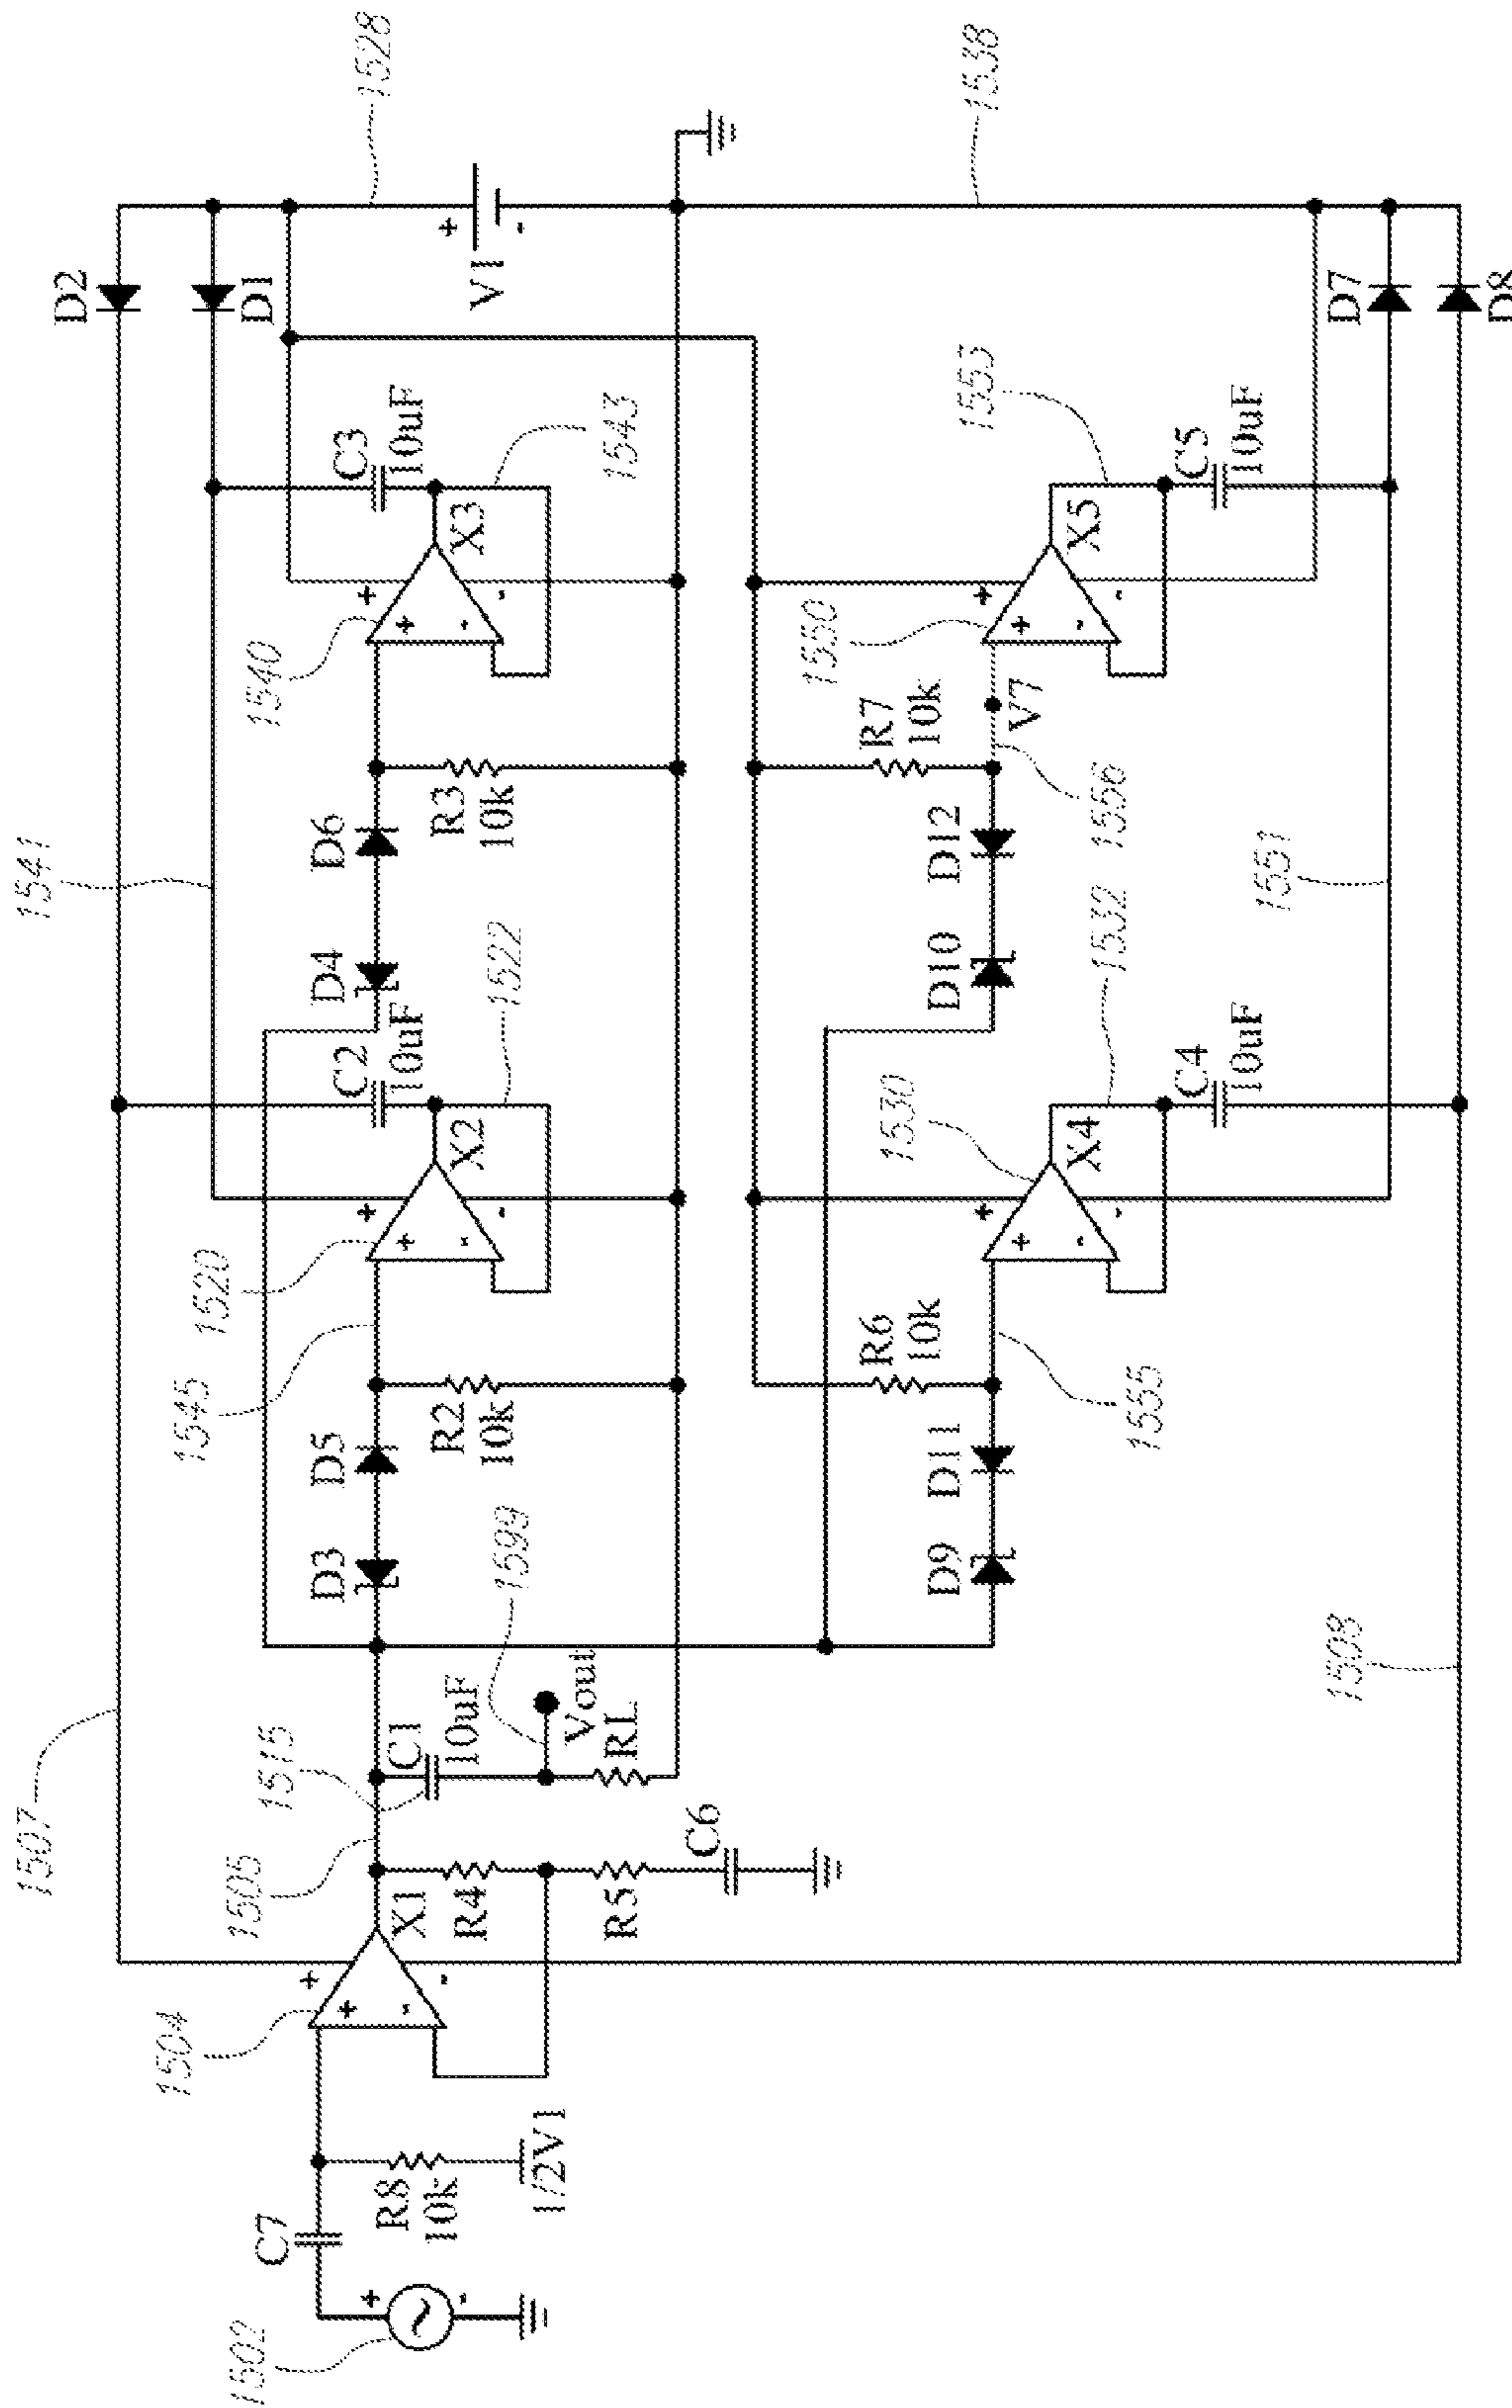 1507
1541
D2
1504
1545
1520
1528
1502
C7
1505
1515
1540
D1
D3
D5
D4
D6
C2
10uF
C3
10uF
R8
10k
X1
C1
10uF
R2
10k
X2
R3
10k
X3
V1
1/2V1
R4
1599
Vout
1522
1543
R5
RL
C6
R6
10k
1530
R7
10k
1550
D9
D11
D10
D12
V7
1538
1553
X4
X5
1555
1532
1556
C4
10uF
C5
10uF
1551
1508
D7
D8
+
-
+
-
+
-
+
-
+
-
+
-
+
-
+
-
+
-
+
-
+
-
+
-